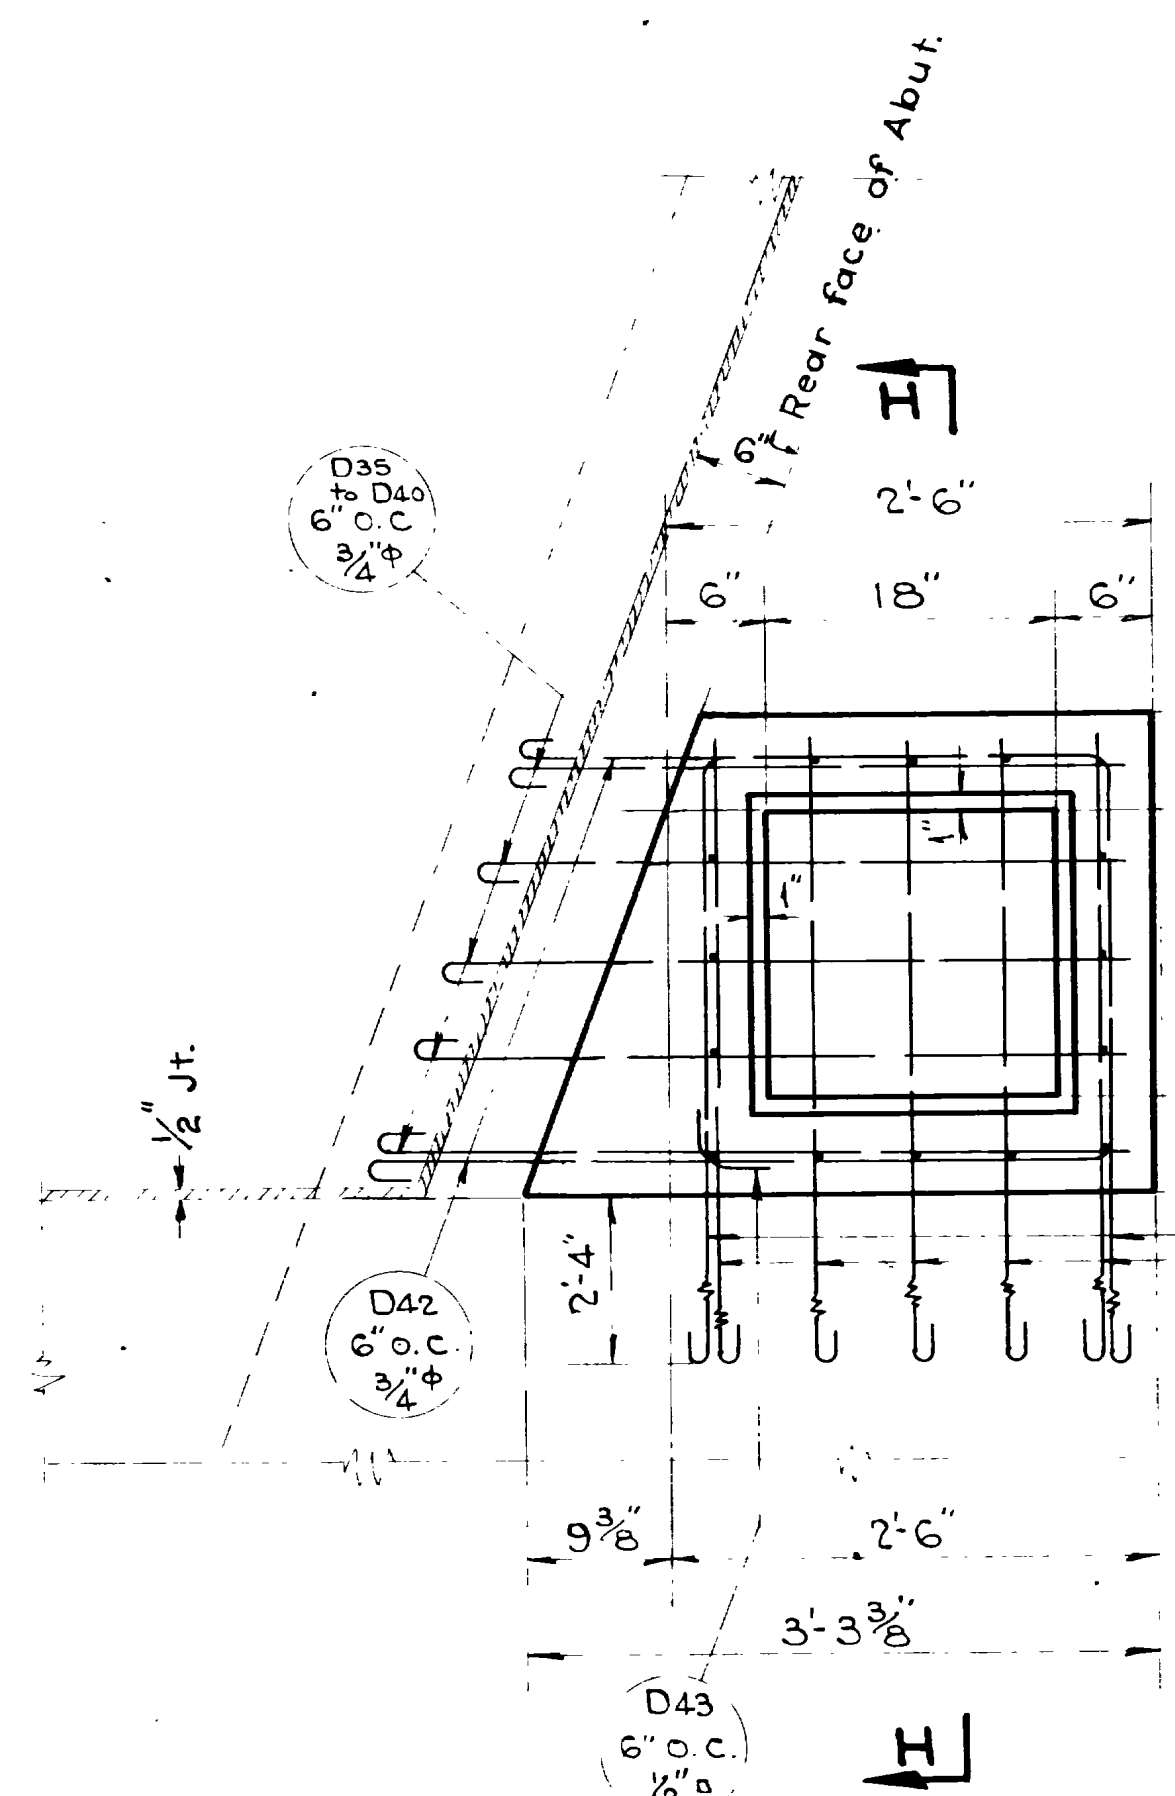 Rear face of Abut.
H
6"
2'-6"
D35
to D40
6" O.C
3/4"ϕ
6"
18"
6"
1"
1"
1/2" Jt.
2'-4"
D42
6" O.C.
3/4"ϕ
9 3/8"
2'-6"
3'-3 3/8"
D43
6" O.C.
H